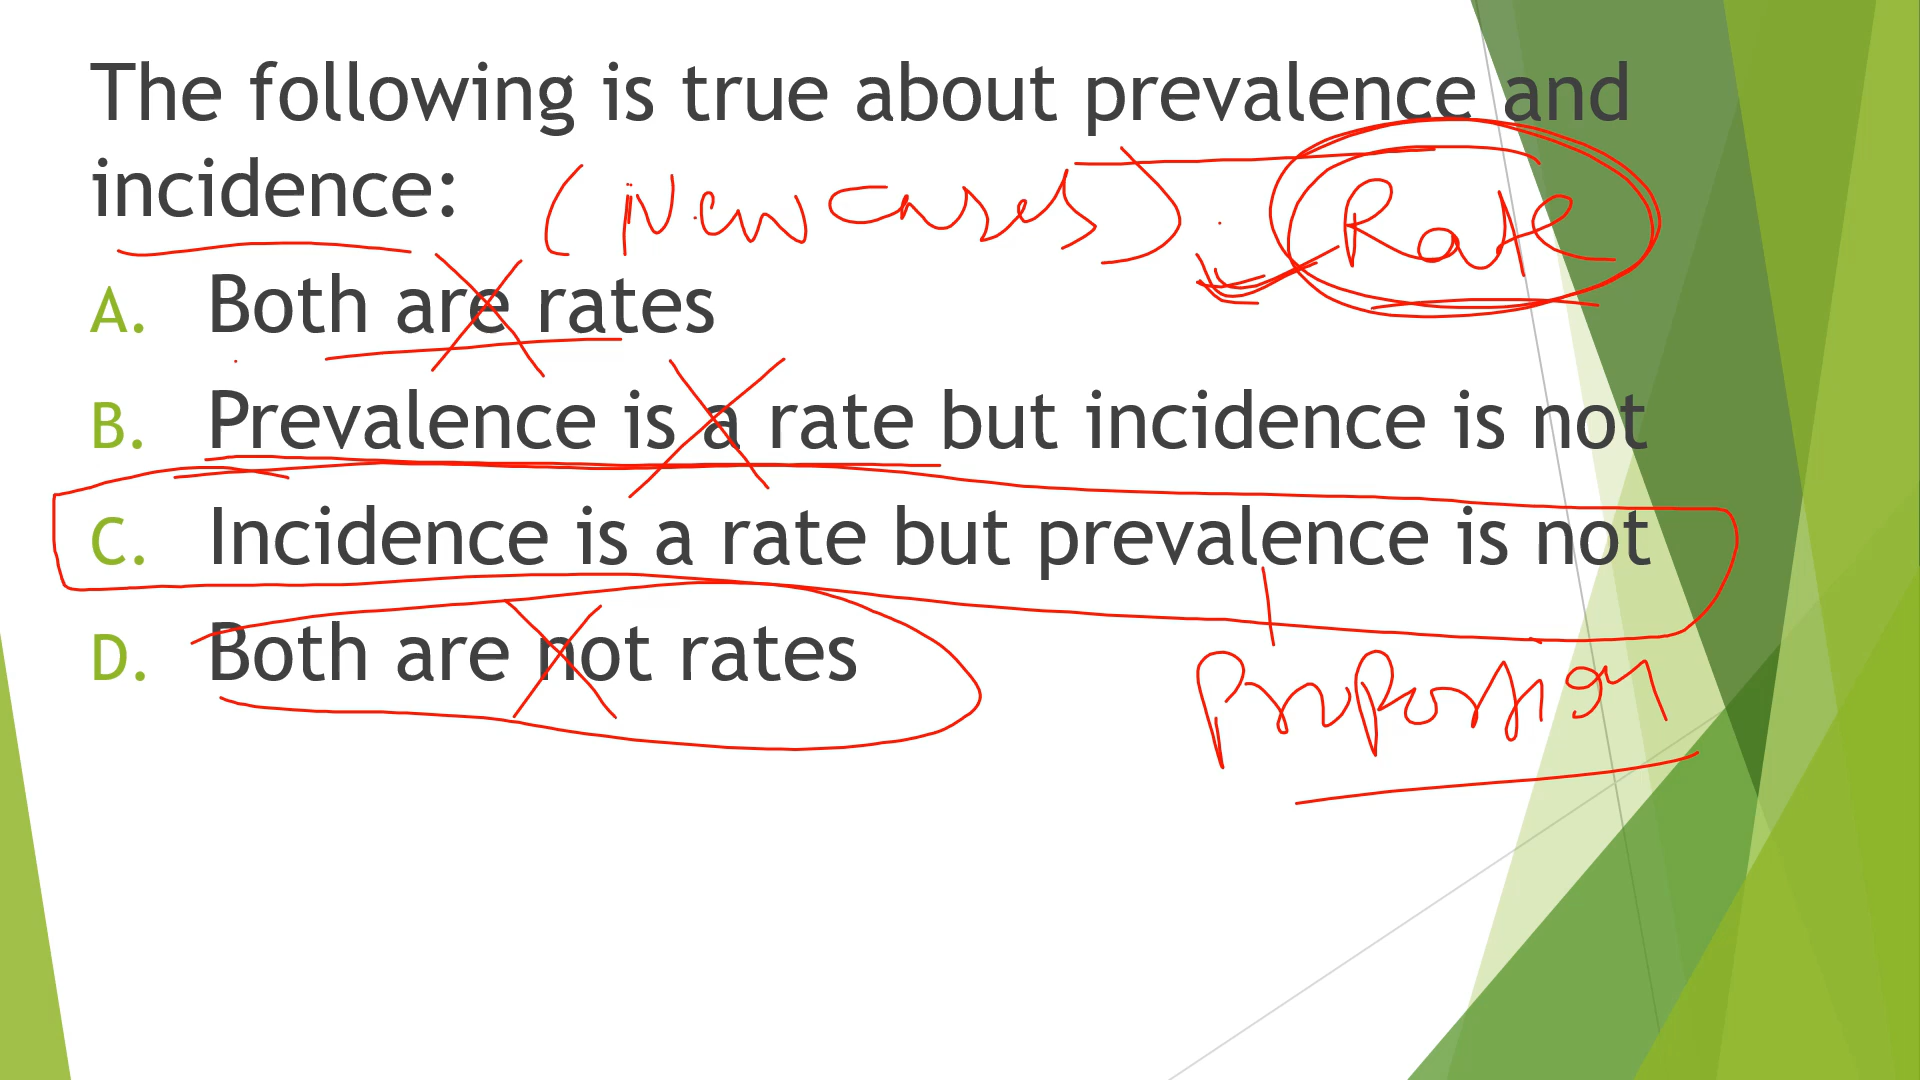 The following is true about prevalence and
incidence: (New cases) Rate
A. Both are rates
B. Prevalence is a rate but incidence is not
C. Incidence is a rate but prevalence is not
D. Both are not rates
proportion